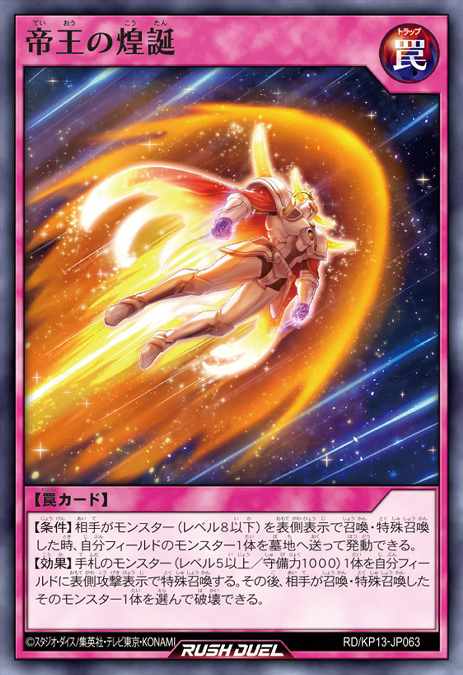 帝王の煌誕
トラップ
罠
【罠カード】
【条件】相手がモンスター（レベル8以下）を表側表示で召喚・特殊召喚
した時、自分フィールドのモンスター1体を墓地へ送って発動できる。
【効果】手札のモンスター（レベル5以上／守備力1000）1体を自分フィー
ルドに表側攻撃表示で特殊召喚する。その後、相手が召喚・特殊召喚した
そのモンスター1体を選んで破壊できる。
©スタジオ・ダイス/集英社・テレビ東京・KONAMI
RUSH DUEL
RD/KP13-JP063